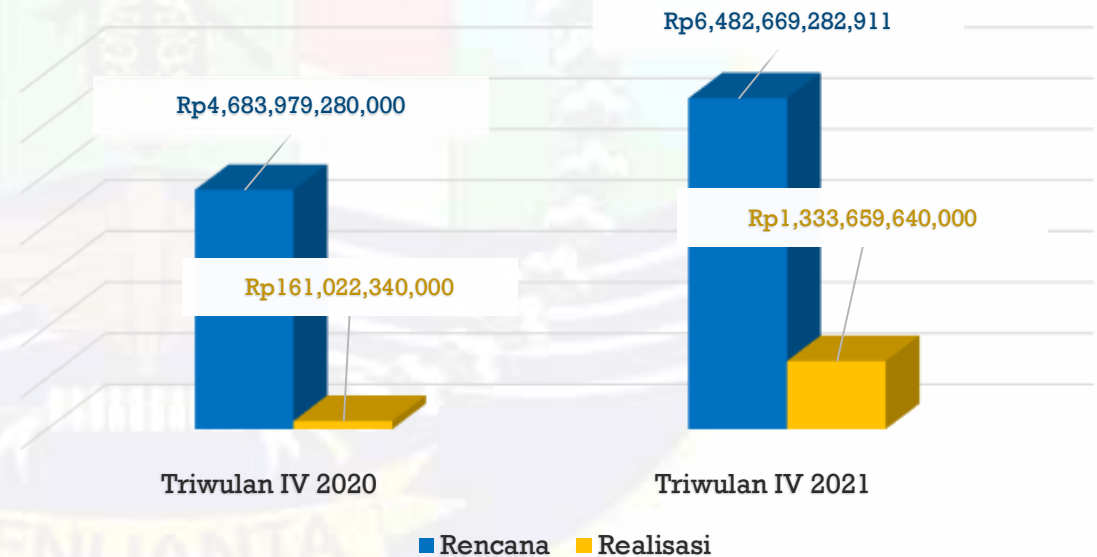 Rp6,482,669,282,911
Rp4,683,979,280,000
Rp1,333,659,640,000
Rp161,022,340,000
Triwulan IV 2020
Triwulan IV 2021
Rencana
Realisasi